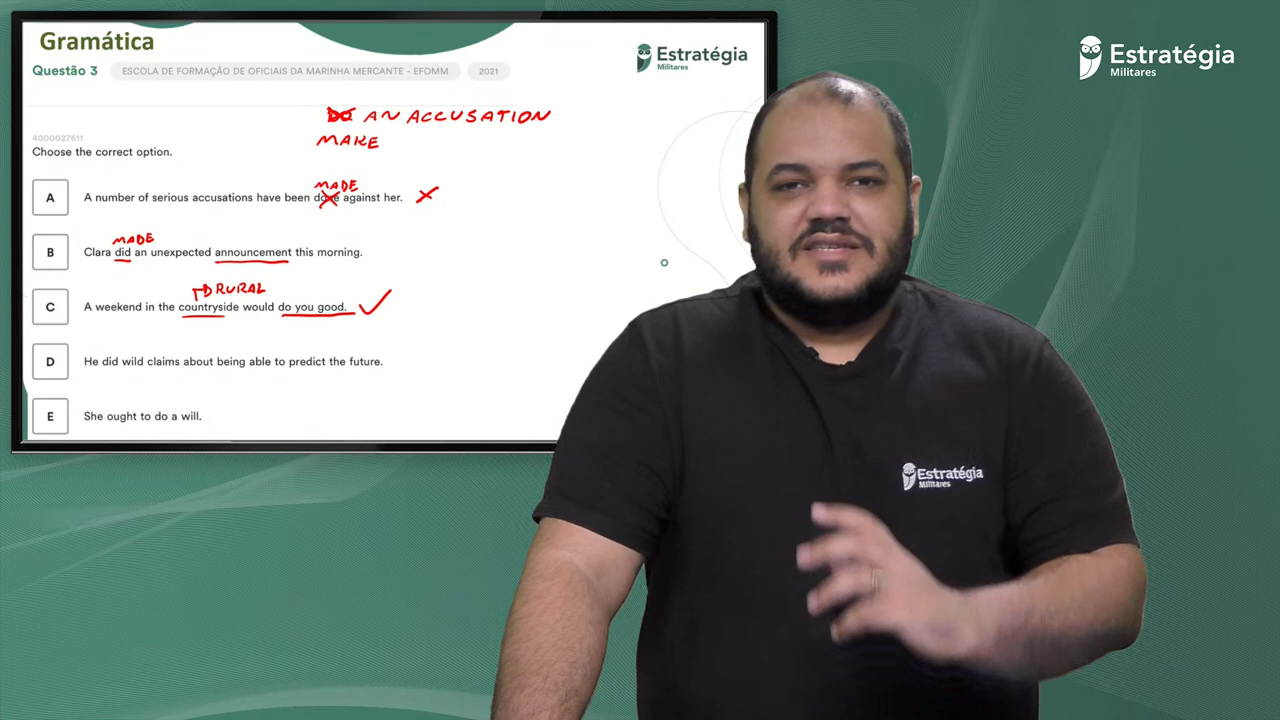 Gramática
Questão 3 ESCOLA DE FORMAÇÃO DE OFICIAIS DA MARINHA MERCANTE - EFOMM 2021
Estratégia
Militares
Estratégia
Militares
DO AN ACCUSATION
MAKE
4000027611
Choose the correct option.
MADE
A A number of serious accusations have been done against her.
MADE
B Clara did an unexpected announcement this morning.
RURAL
C A weekend in the countryside would do you good.
D He did wild claims about being able to predict the future.
E She ought to do a will.
Estratégia
Militares